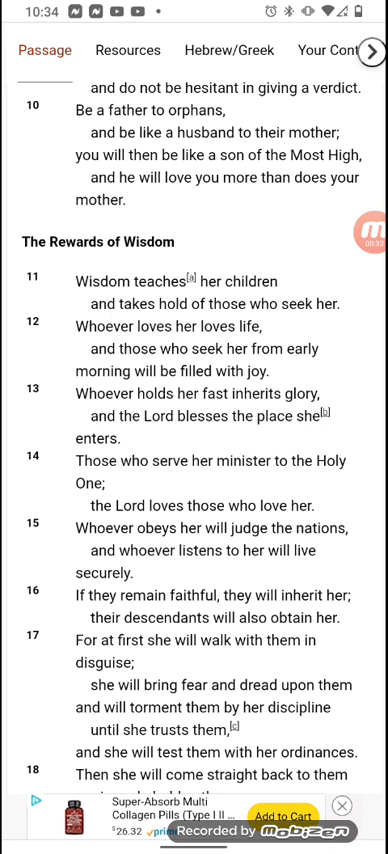 10:34
Passage Resources Hebrew/Greek Your Cont
and do not be hesitant in giving a verdict.
10 Be a father to orphans,
and be like a husband to their mother;
you will then be like a son of the Most High,
and he will love you more than does your
mother.
The Rewards of Wisdom
00:33
11 Wisdom teaches[a] her children
and takes hold of those who seek her.
12 Whoever loves her loves life,
and those who seek her from early
morning will be filled with joy.
13 Whoever holds her fast inherits glory,
and the Lord blesses the place she[b]
enters.
14 Those who serve her minister to the Holy
One;
the Lord loves those who love her.
15 Whoever obeys her will judge the nations,
and whoever listens to her will live
securely.
16 If they remain faithful, they will inherit her;
their descendants will also obtain her.
17 For at first she will walk with them in
disguise;
she will bring fear and dread upon them
and will torment them by her discipline
until she trusts them,[c]
and she will test them with her ordinances.
18 Then she will come straight back to them
Super-Absorb Multi
Collagen Pills (Type I II ...
$26.32 prim
Add to Cart
Recorded by mobizen